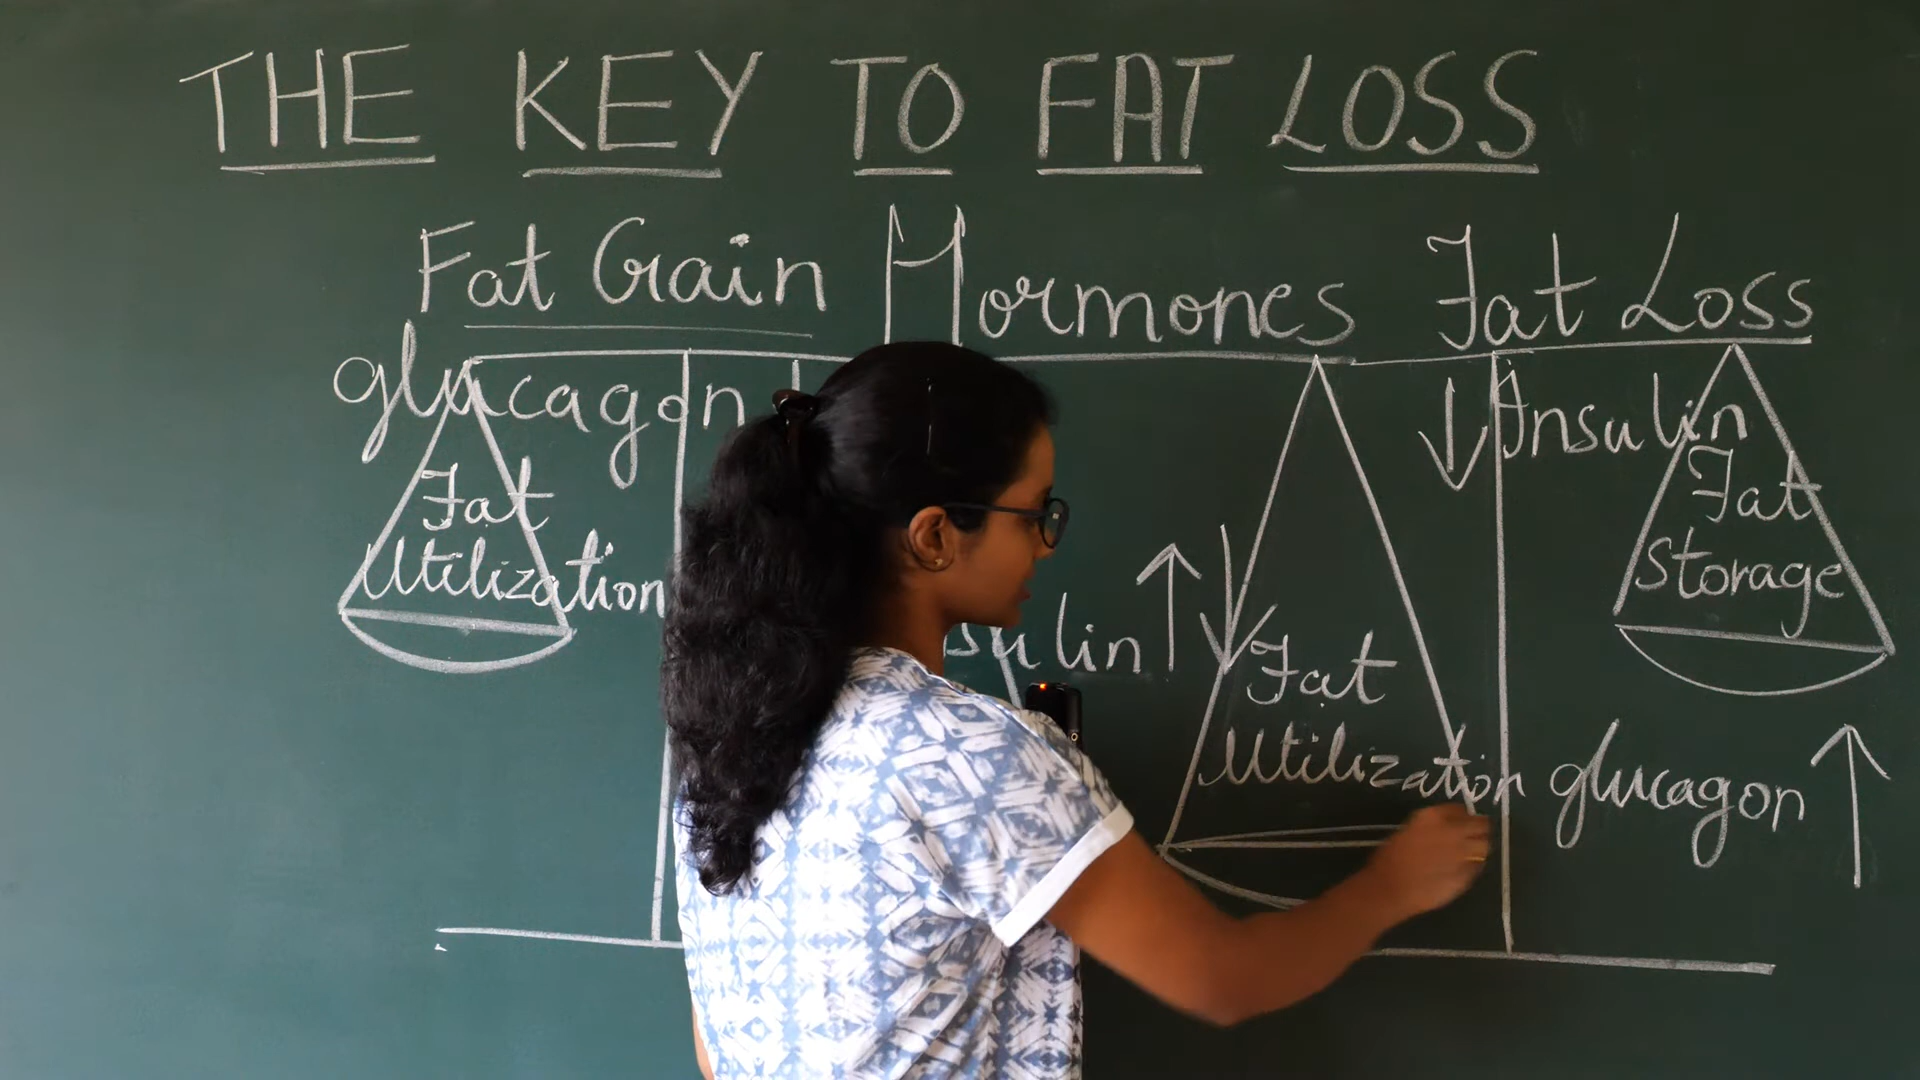 THE KEY TO FAT LOSS
Fat Gain Hormones Fat Loss
glucagon
Fat
Utilization
↑
↓ Insulin
Fat
Storage
Fat
Utilization
glucagon ↑